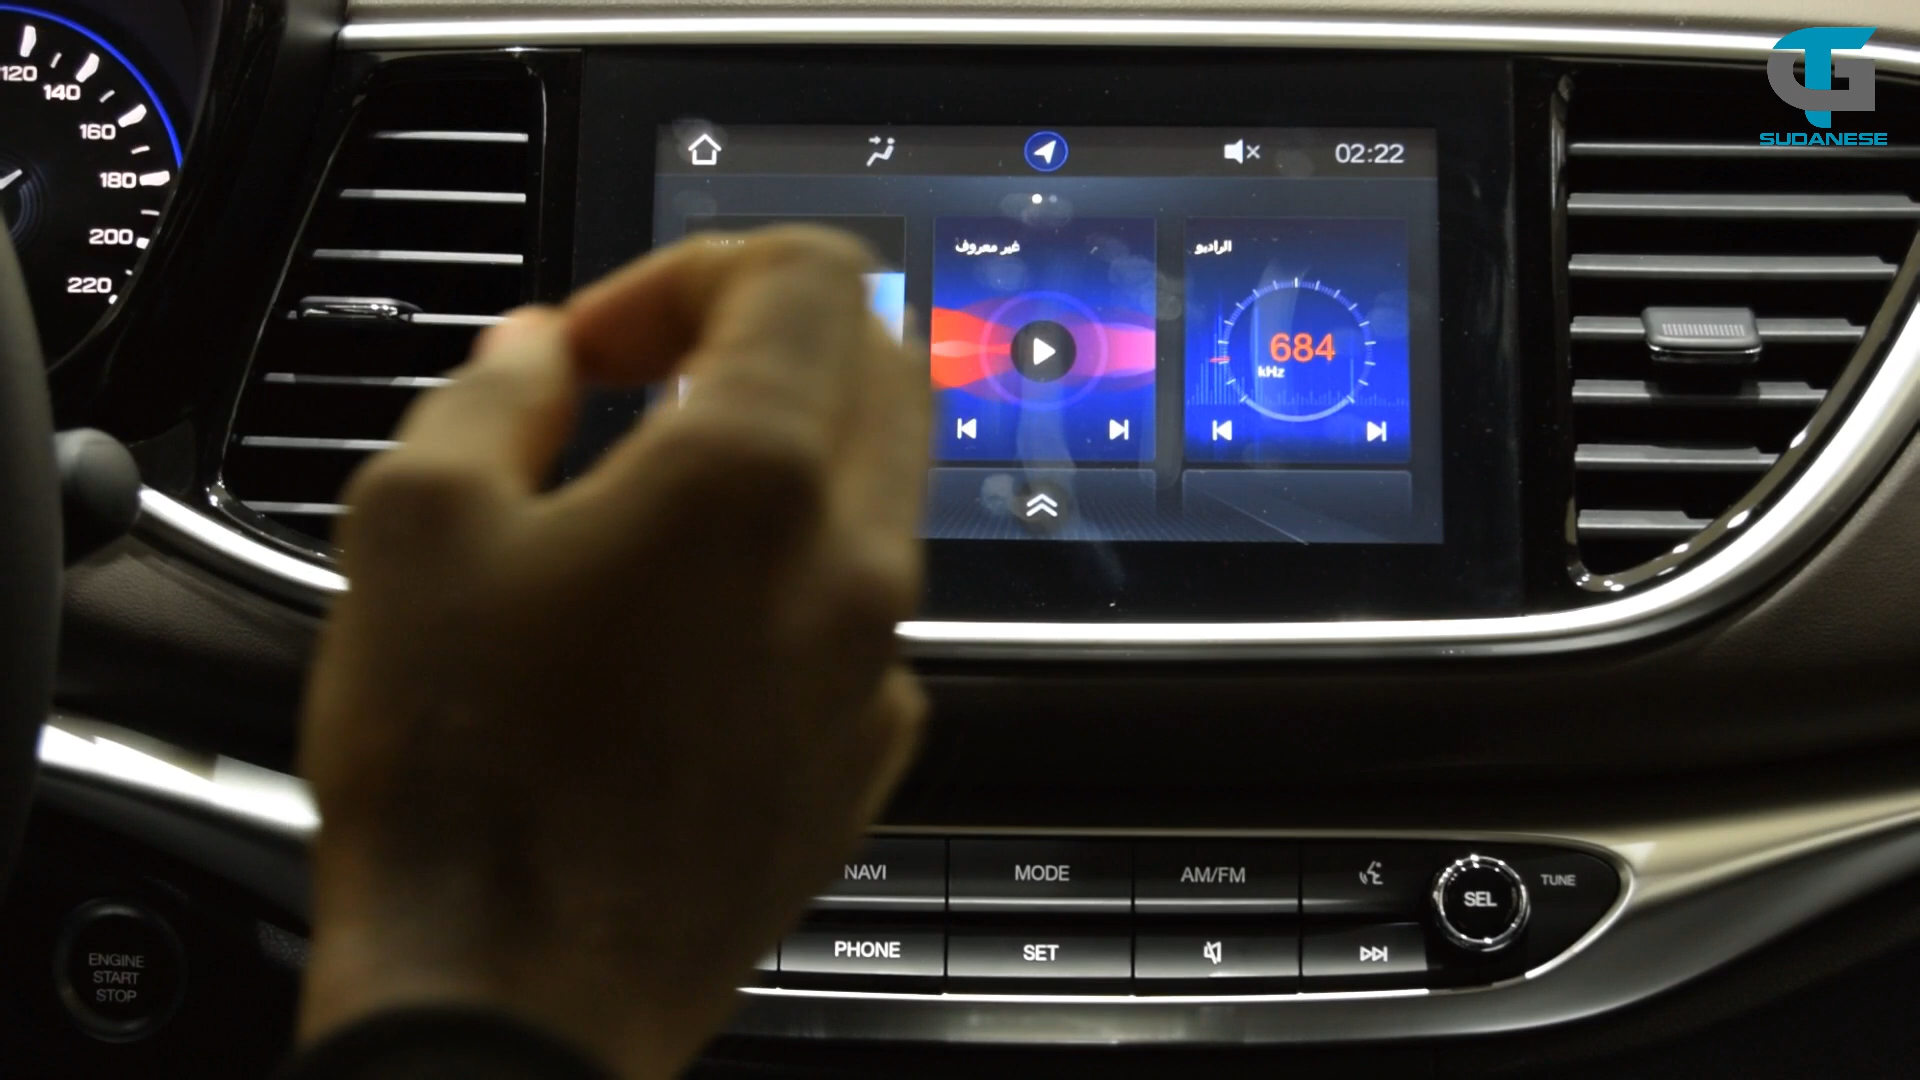 120
140
160
180
200
220
SUDANESE
02:22
غير معروف
الراديو
684
kHz
NAVI
MODE
AM/FM
SEL
TUNE
PHONE
SET
ENGINE
START
STOP